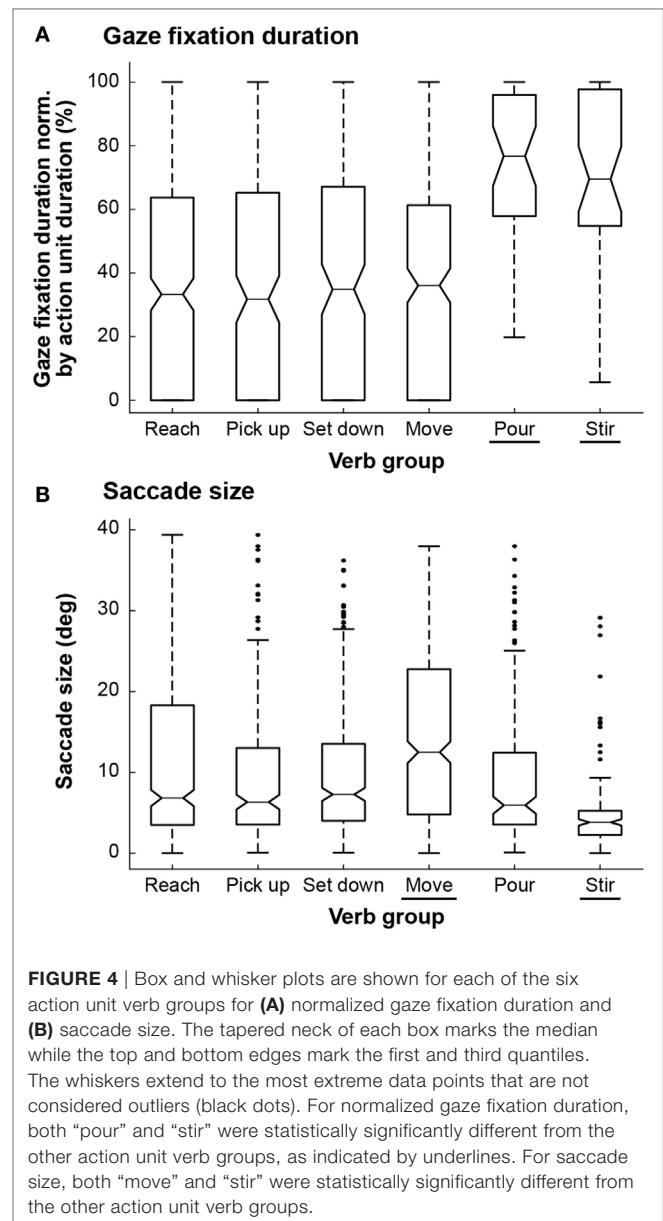 A Gaze fixation duration
Gaze fixation duration norm.
by action unit duration (%)
100
80
60
40
20
0
Reach Pick up Set down Move Pour Stir
Verb group
B Saccade size
Saccade size (deg)
40
30
20
10
0
Reach Pick up Set down Move Pour Stir
Verb group
FIGURE 4 | Box and whisker plots are shown for each of the six
action unit verb groups for (A) normalized gaze fixation duration and
(B) saccade size. The tapered neck of each box marks the median
while the top and bottom edges mark the first and third quantiles.
The whiskers extend to the most extreme data points that are not
considered outliers (black dots). For normalized gaze fixation duration,
both “pour” and “stir” were statistically significantly different from the
other action unit verb groups, as indicated by underlines. For saccade
size, both “move” and “stir” were statistically significantly different from
the other action unit verb groups.